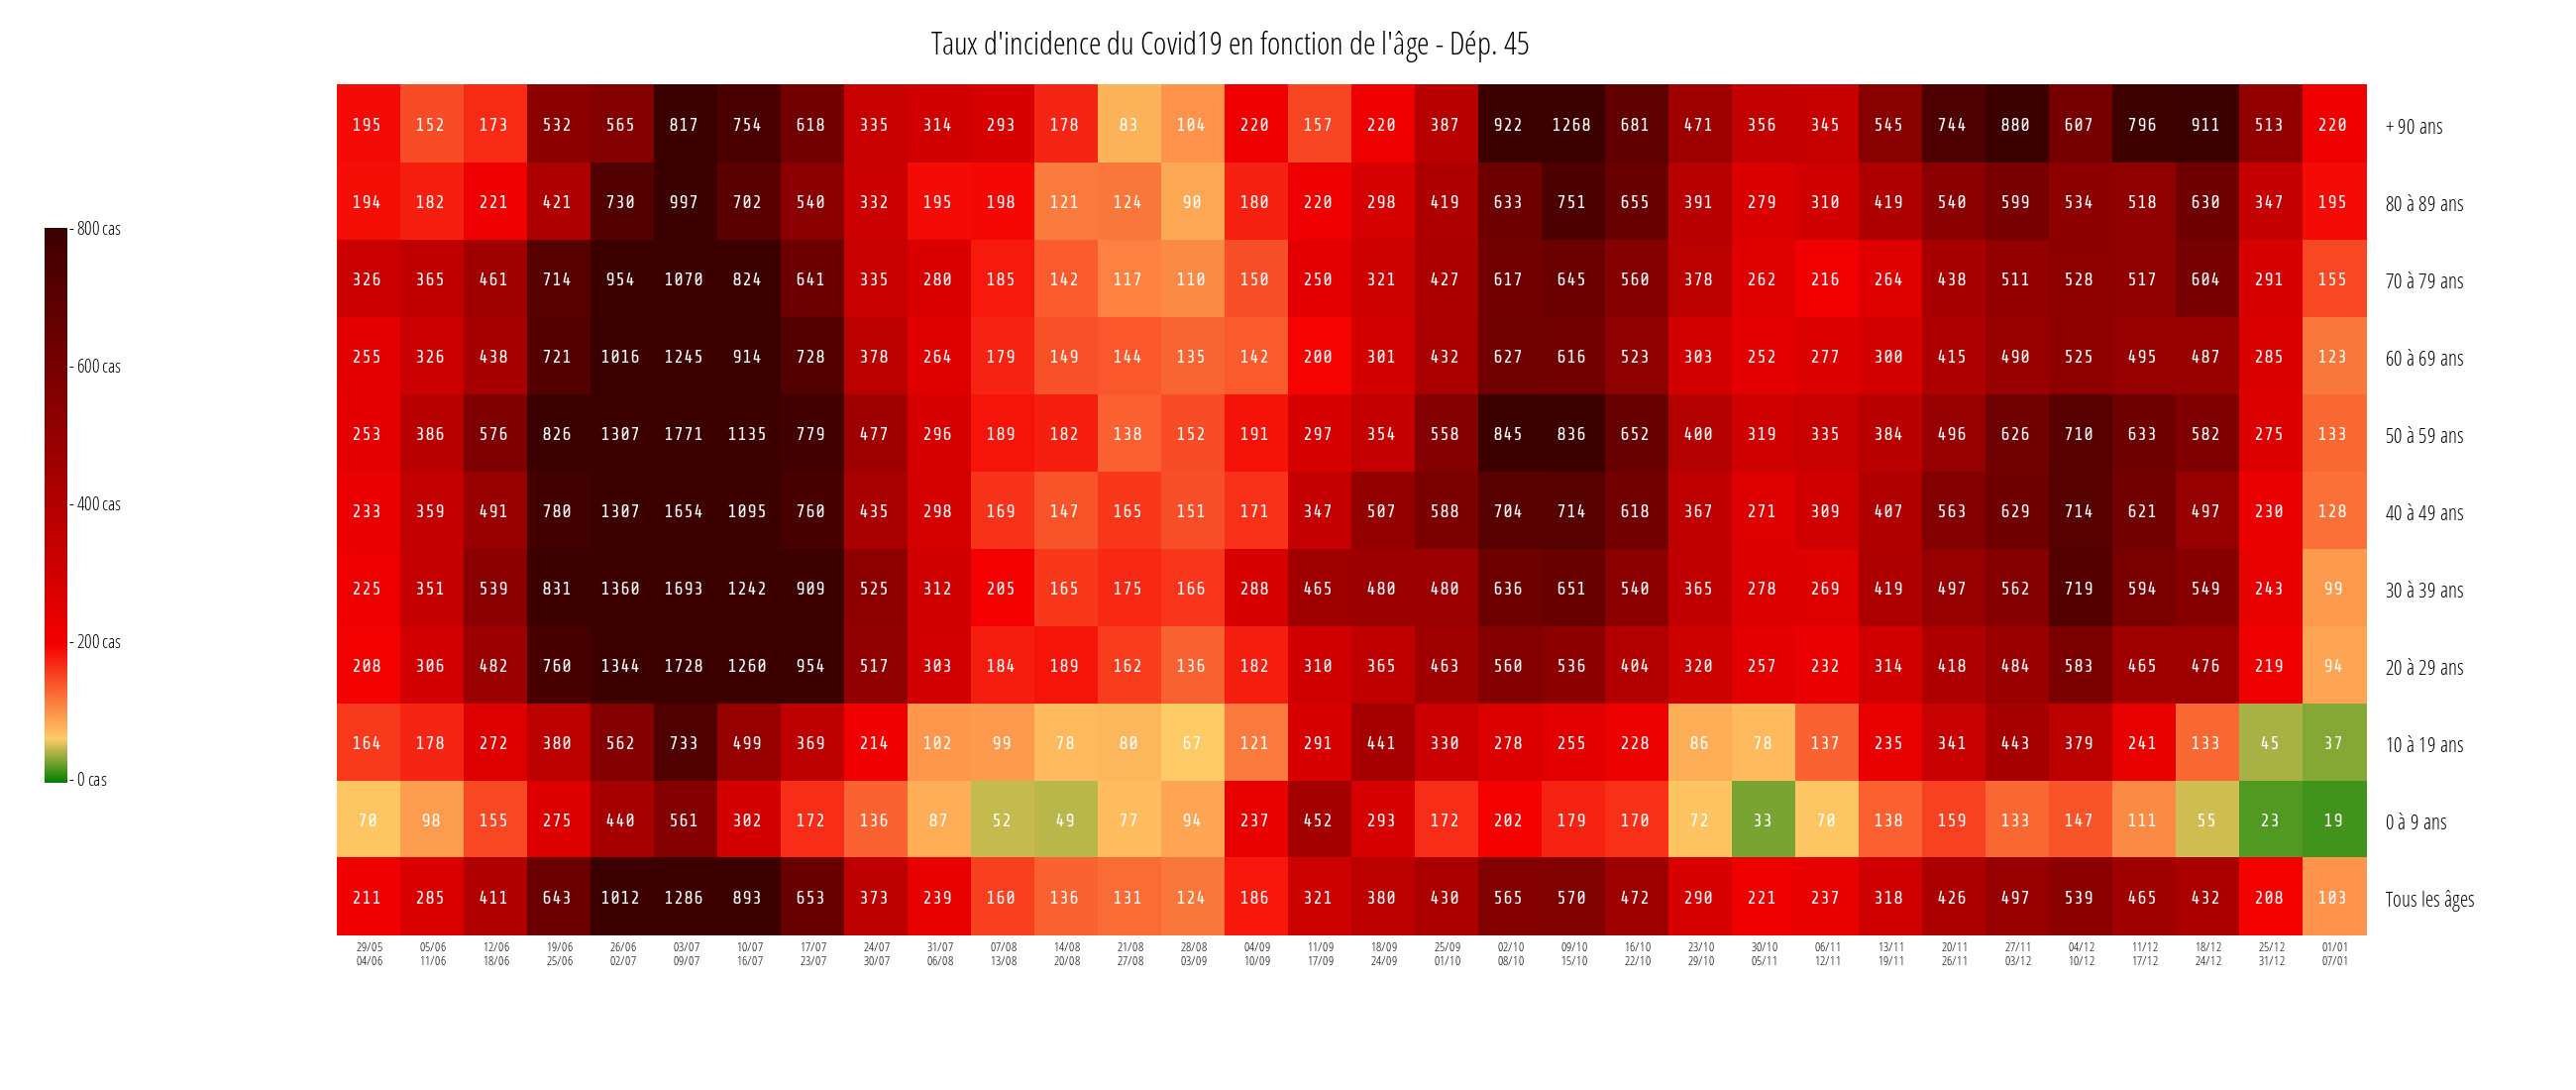 Taux d'incidence du Covid19 en fonction de l'âge - Dép. 45
- 800 cas
- 600 cas
- 400 cas
- 200 cas
- 0 cas
195 152 173 532 565 817 754 618 335 314 293 178 83 104 220 157 220 387 922 1268 681 471 356 345 545 744 880 607 796 911 513 220 + 90 ans
194 182 221 421 730 997 702 540 332 195 198 121 124 90 180 220 298 419 633 751 655 391 279 310 419 540 599 534 518 630 347 195 80 à 89 ans
326 365 461 714 954 1070 824 641 335 280 185 142 117 110 150 250 321 427 617 645 560 378 262 216 264 438 511 528 517 604 291 155 70 à 79 ans
255 326 438 721 1016 1245 914 728 378 264 179 149 144 135 142 200 301 432 627 616 523 303 252 277 300 415 490 525 495 487 285 123 60 à 69 ans
253 386 576 826 1307 1771 1135 779 477 296 189 182 138 152 191 297 354 558 845 836 652 400 319 335 384 496 626 710 633 582 275 133 50 à 59 ans
233 359 491 780 1307 1654 1095 760 435 298 169 147 165 151 171 347 507 588 704 714 618 367 271 309 407 563 629 714 621 497 230 128 40 à 49 ans
225 351 539 831 1360 1693 1242 909 525 312 205 165 175 166 288 465 480 480 636 651 540 365 278 269 419 497 562 719 594 549 243 99 30 à 39 ans
208 306 482 760 1344 1728 1260 954 517 303 184 189 162 136 182 310 365 463 560 536 404 320 257 232 314 418 484 583 465 476 219 94 20 à 29 ans
164 178 272 380 562 733 499 369 214 102 99 78 80 67 121 291 441 330 278 255 228 86 78 137 235 341 443 379 241 133 45 37 10 à 19 ans
70 98 155 275 440 561 302 172 136 87 52 49 77 94 237 452 293 172 202 179 170 72 33 70 138 159 133 147 111 55 23 19 0 à 9 ans
211 285 411 643 1012 1286 893 653 373 239 160 136 131 124 186 321 380 430 565 570 472 290 221 237 318 426 497 539 465 432 208 103 Tous les âges
29/05 05/06 12/06 19/06 26/06 03/07 10/07 17/07 24/07 31/07 07/08 14/08 21/08 28/08 04/09 11/09 18/09 25/09 02/10 09/10 16/10 23/10 30/10 06/11 13/11 20/11 27/11 04/12 11/12 18/12 25/12 01/01
04/06 11/06 18/06 25/06 02/07 09/07 16/07 23/07 30/07 06/08 13/08 20/08 27/08 03/09 10/09 17/09 24/09 01/10 08/10 15/10 22/10 29/10 05/11 12/11 19/11 26/11 03/12 10/12 17/12 24/12 31/12 07/01